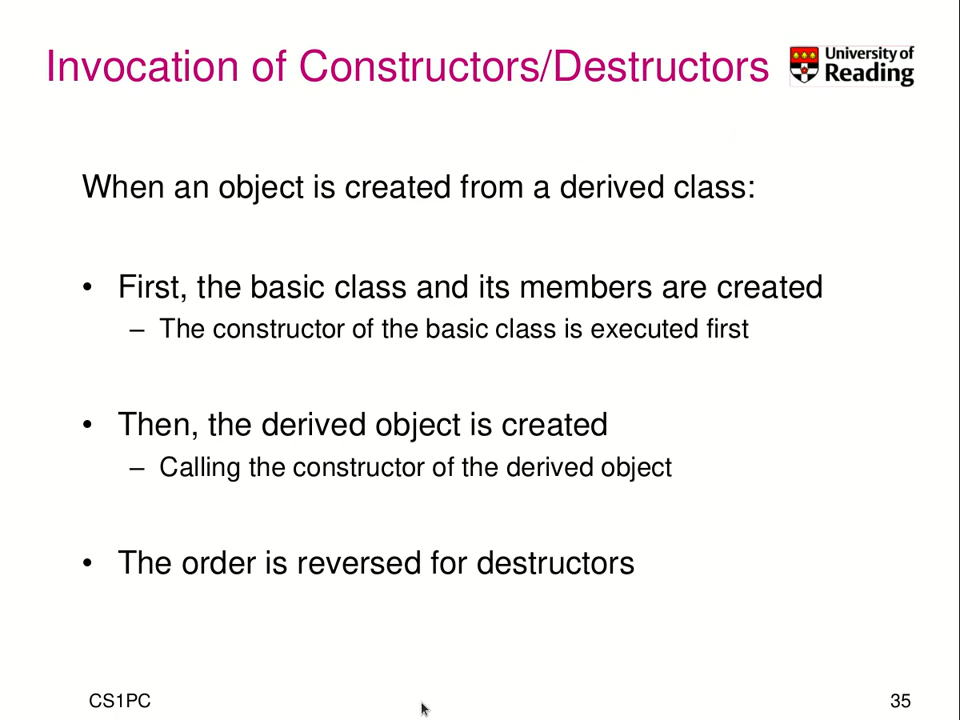 Invocation of Constructors/Destructors
University of
Reading
When an object is created from a derived class:
• First, the basic class and its members are created
– The constructor of the basic class is executed first
• Then, the derived object is created
– Calling the constructor of the derived object
• The order is reversed for destructors
CS1PC
35